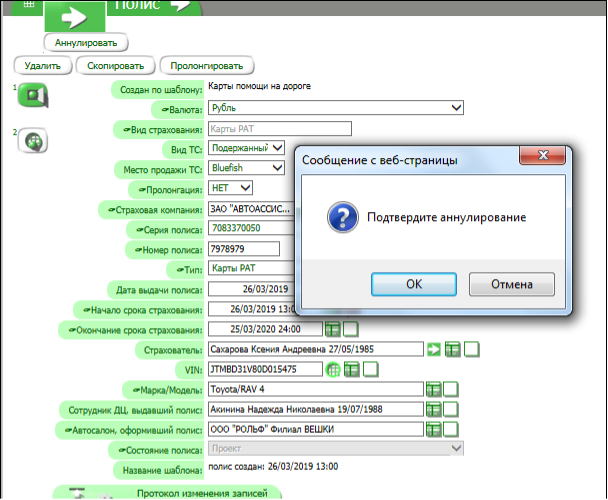 Полис
Аннулировать
Удалить Скопировать Пролонгировать
1 Создан по шаблону: Карты помощи на дороге
Валюта: Рубль
2 Вид страхования: Карты РАТ
Вид ТС: Подержанный
Место продажи ТС: Bluefish
Пролонгация: НЕТ
Страховая компания: ЗАО "АВТОАССИС...
Серия полиса: 7083370050
Номер полиса: 7978979
Тип: Карты РАТ
Дата выдачи полиса: 26/03/2019
Начало срока страхования: 26/03/2019 13:00
Окончание срока страхования: 25/03/2020 24:00
Страхователь: Сахарова Ксения Андреевна 27/05/1985
VIN: JTMBD31V80D015475
Марка/Модель: Toyota/RAV 4
Сотрудник ДЦ, выдавший полис: Акинина Надежда Николаевна 19/07/1988
Автосалон, оформивший полис: ООО "РОЛЬФ" Филиал ВЕШКИ
Состояние полиса: Проект
Название шаблона: полис создан: 26/03/2019 13:00
Протокол изменения записей
Сообщение с веб-страницы
Подтвердите аннулирование
OK Отмена